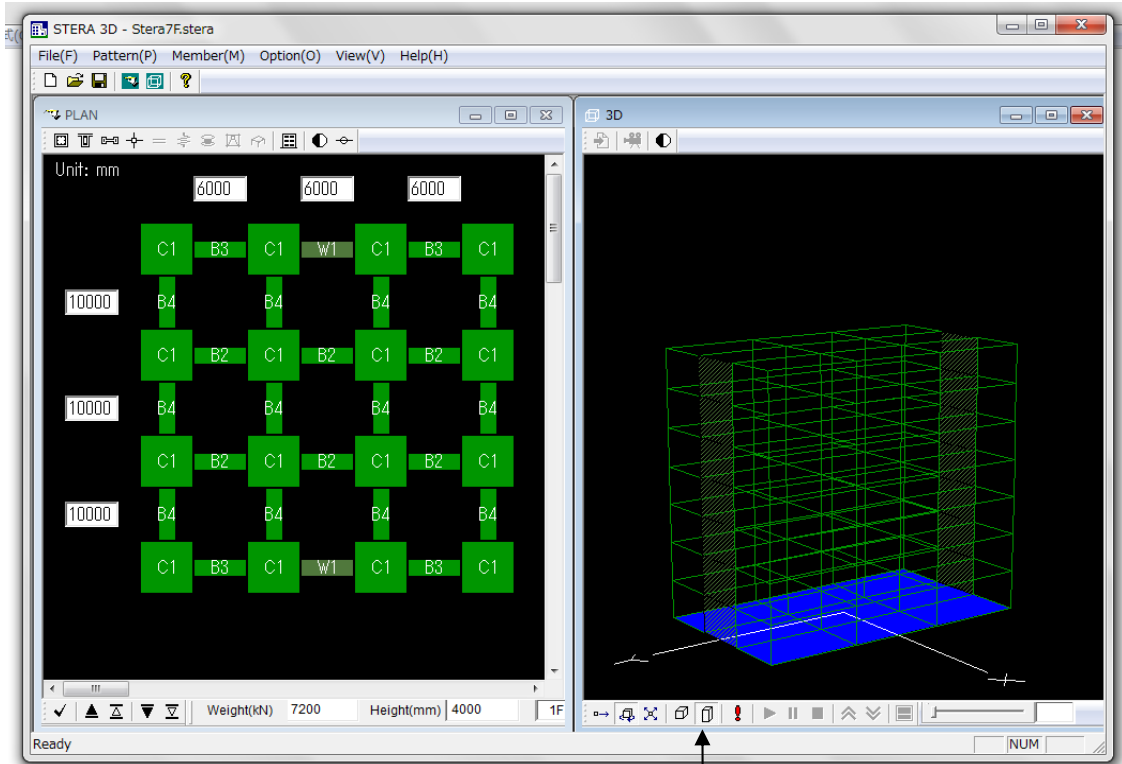 STERA 3D - Stera7F.stera
File(F) Pattern(P) Member(M) Option(O) View(V) Help(H)
PLAN
Unit: mm
6000 6000 6000
C1 B3 C1 W1 C1 B3 C1
10000 B4 B4 B4 B4
C1 B2 C1 B2 C1 B2 C1
10000 B4 B4 B4 B4
C1 B2 C1 B2 C1 B2 C1
10000 B4 B4 B4 B4
C1 B3 C1 W1 C1 B3 C1
Weight(kN) 7200 Height(mm) 4000 1F
3D
Ready NUM